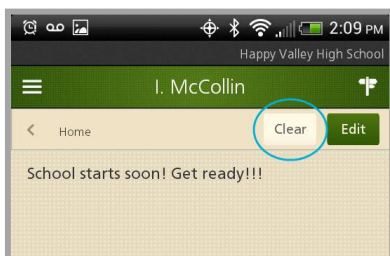 2:09 PM
Happy Valley High School
I. McCollin
Home Clear Edit
School starts soon! Get ready!!!